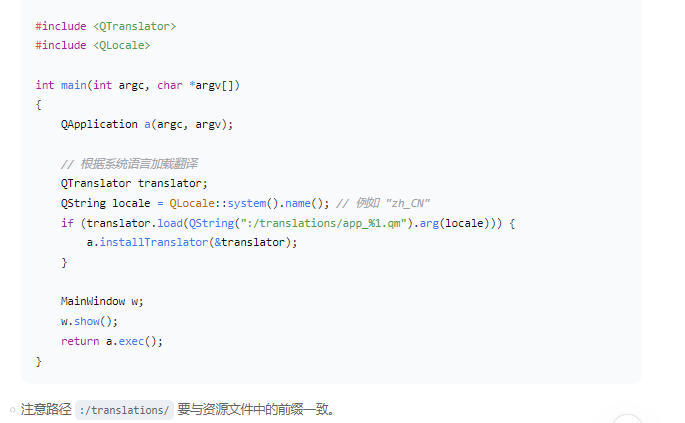 #include <QTranslator>
#include <QLocale>
int main(int argc, char *argv[])
{
    QApplication a(argc, argv);
    // 根据系统语言加载翻译
    QTranslator translator;
    QString locale = QLocale::system().name(); // 例如 "zh_CN"
    if (translator.load(QString(":/translations/app_%1.qm").arg(locale))) {
        a.installTranslator(&translator);
    }
    MainWindow w;
    w.show();
    return a.exec();
}
注意路径 :/translations/ 要与资源文件中的前缀一致。